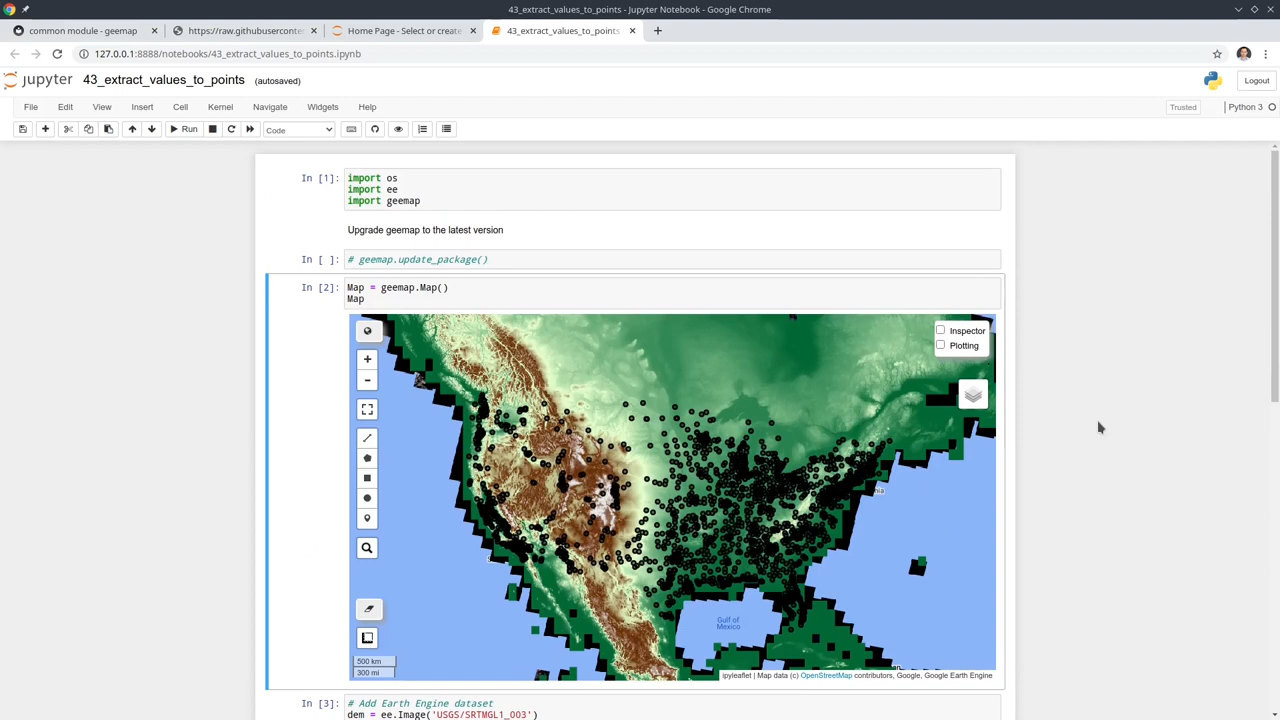 43_extract_values_to_points - Jupyter Notebook - Google Chrome
common module - geemap
https://raw.githubuserconte
Home Page - Select or create
43_extract_values_to_points
127.0.0.1:8888/notebooks/43_extract_values_to_points.ipynb
jupyter 43_extract_values_to_points (autosaved)
Logout
File Edit View Insert Cell Kernel Navigate Widgets Help
Trusted
Python 3
Run
Code
In [1]: import os
import ee
import geemap
Upgrade geemap to the latest version
In [ ]: # geemap.update_package()
In [2]: Map = geemap.Map()
Map
Inspector
Plotting
Gulf of
Mexico
500 km
300 mi
ipyleaflet | Map data (c) OpenStreetMap contributors, Google, Google Earth Engine
In [3]: # Add Earth Engine dataset
dem = ee.Image('USGS/SRTMGL1_003')